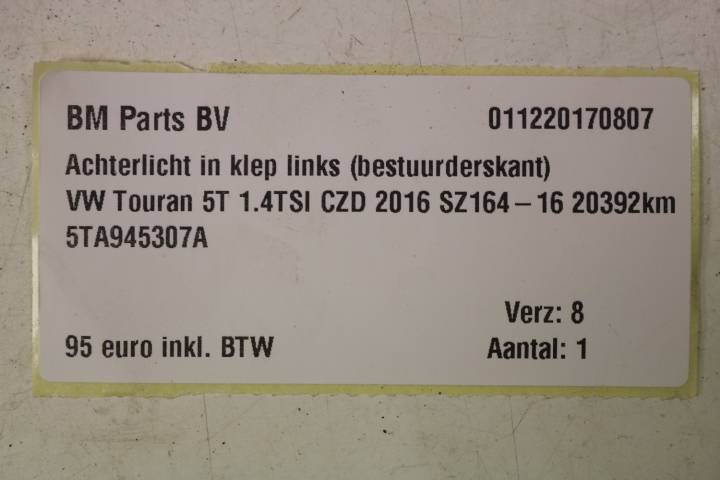 BM Parts BV 011220170807
Achterlicht in klep links (bestuurderskant)
VW Touran 5T 1.4TSI CZD 2016 SZ164-16 20392km
5TA945307A
Verz: 8
95 euro inkl. BTW Aantal: 1